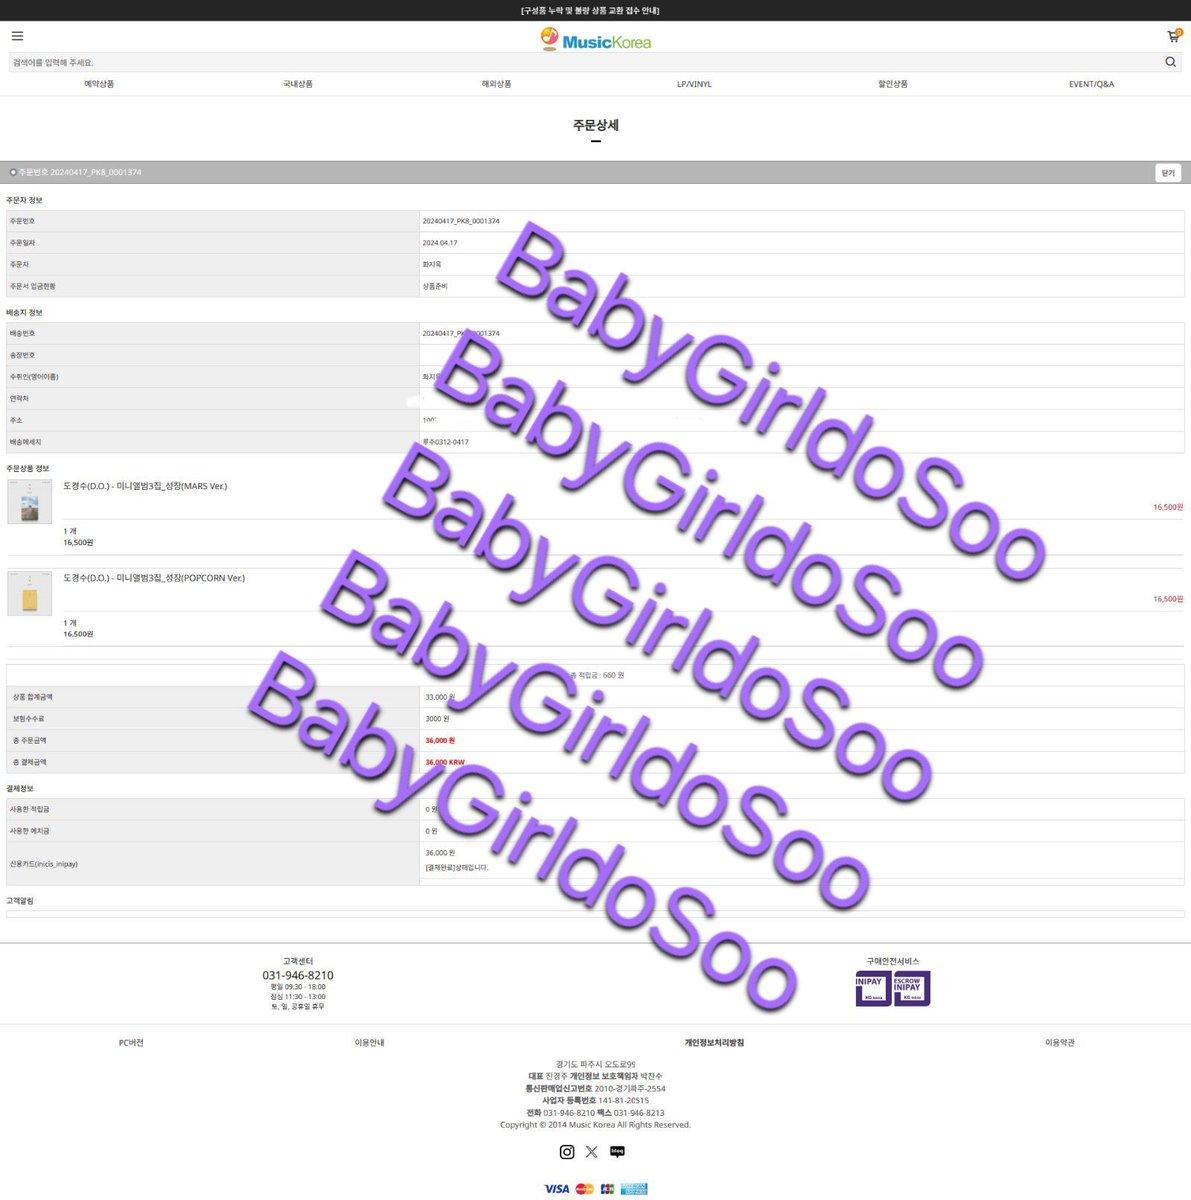 [구성품 누락 및 불량 상품 교환 접수 안내]
MusicKorea
0
검색어를 입력해 주세요.
예약상품 국내상품 해외상품 LP/VINYL 할인상품 EVENT/Q&A
주문상세
주문번호 20240417_PK8_0001374 닫기
주문자 정보
주문번호 20240417_PK8_0001374
주문일자 2024.04.17
주문자 화지욱
주문서 입금현황 상품준비
배송지 정보
배송번호 20240417_PK8_0001374
송장번호
수취인(영어이름) 화지욱
연락처
주소
배송메세지 루주0312-0417
주문상품 정보
도경수(D.O.) - 미니앨범3집_성장(MARS Ver.)
16,500원
1 개
16,500원
도경수(D.O.) - 미니앨범3집_성장(POPCORN Ver.)
16,500원
1 개
16,500원
총 적립금 : 660 원
상품 합계금액 33,000 원
보험수수료 3000 원
총 주문금액 36,000 원
총 결제금액 36,000 KRW
결제정보
사용한 적립금 0 원
사용한 예치금 0 원
신용카드(inicis_inipay) 36,000 원
[결제완료]상태입니다.
고객알림
BabyGirldoSoo
BabyGirldoSoo
BabyGirldoSoo
BabyGirldoSoo
BabyGirldoSoo
고객센터
031-946-8210
평일 09:30 - 18:00
점심 11:30 - 13:00
토, 일, 공휴일 휴무
구매안전서비스
INIPAY ESCROW INIPAY
KG KG
PC버전 이용안내 개인정보처리방침 이용약관
경기도 파주시 오도로99
대표 진경주 개인정보 보호책임자 박찬수
통신판매업신고번호 2010-경기파주-2554
사업자 등록번호 141-81-20515
전화 031-946-8210 팩스 031-946-8213
Copyright © 2014 Music Korea All Rights Reserved.
blog
VISA JCB